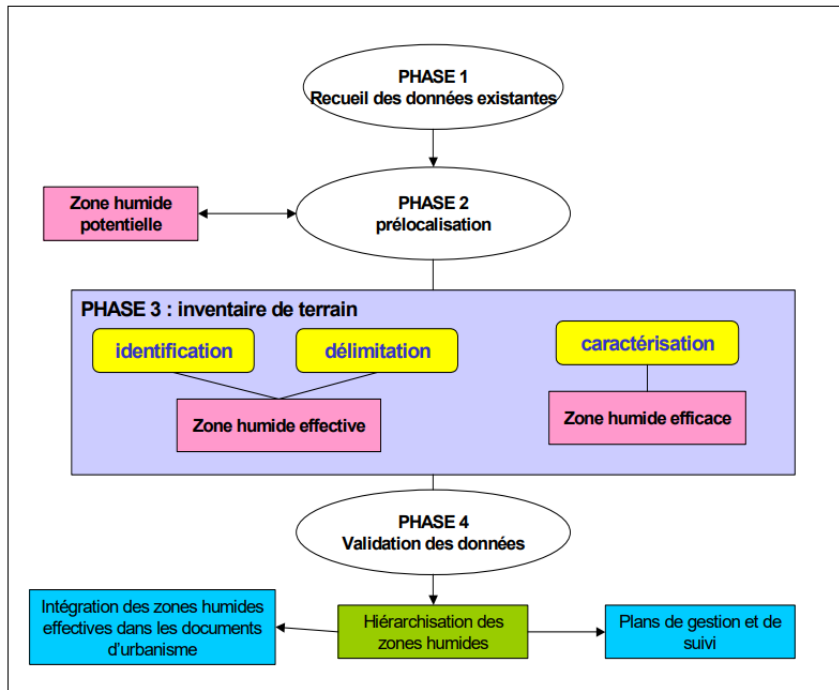 PHASE 1
Recueil des données existantes
Zone humide
potentielle
PHASE 2
prélocalisation
PHASE 3 : inventaire de terrain
identification
délimitation
caractérisation
Zone humide effective
Zone humide efficace
PHASE 4
Validation des données
Intégration des zones humides
effectives dans les documents
d'urbanisme
Hiérarchisation des
zones humides
Plans de gestion et de
suivi